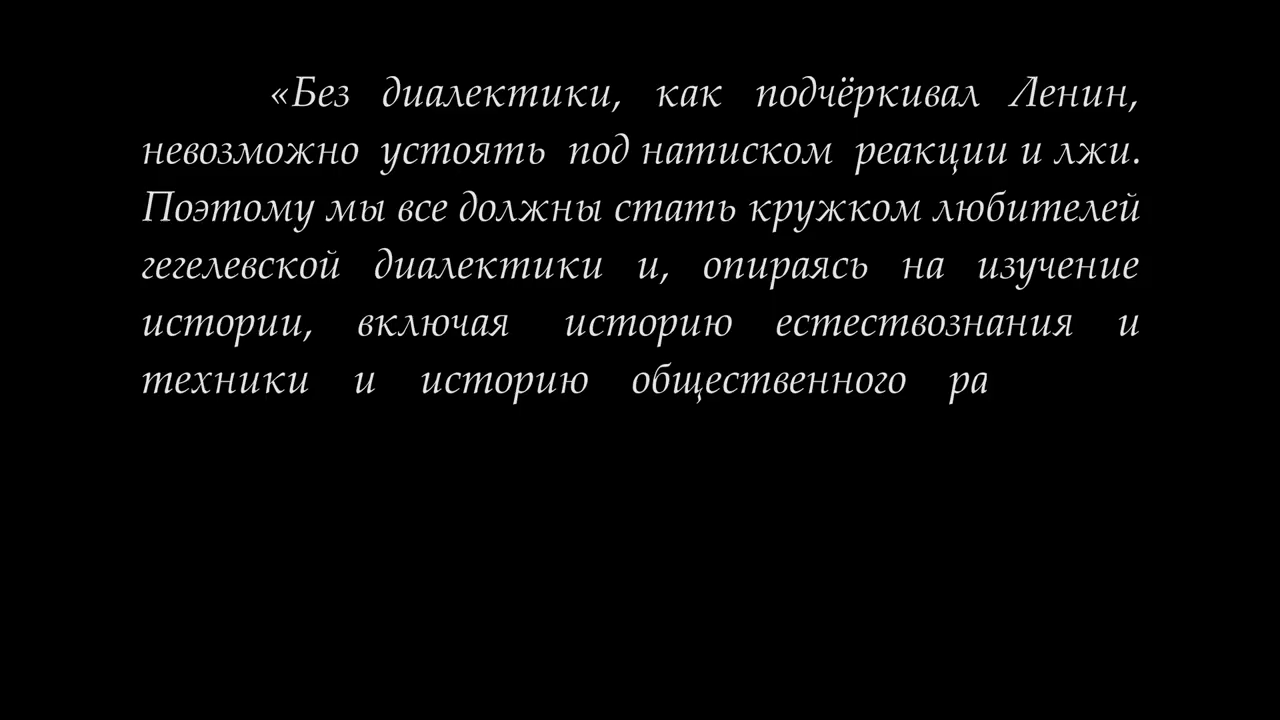 «Без диалектики, как подчёркивал Ленин,
невозможно устоять под натиском реакции и лжи.
Поэтому мы все должны стать кружком любителей
гегелевской диалектики и, опираясь на изучение
истории, включая историю естествознания и
техники и историю общественного ра